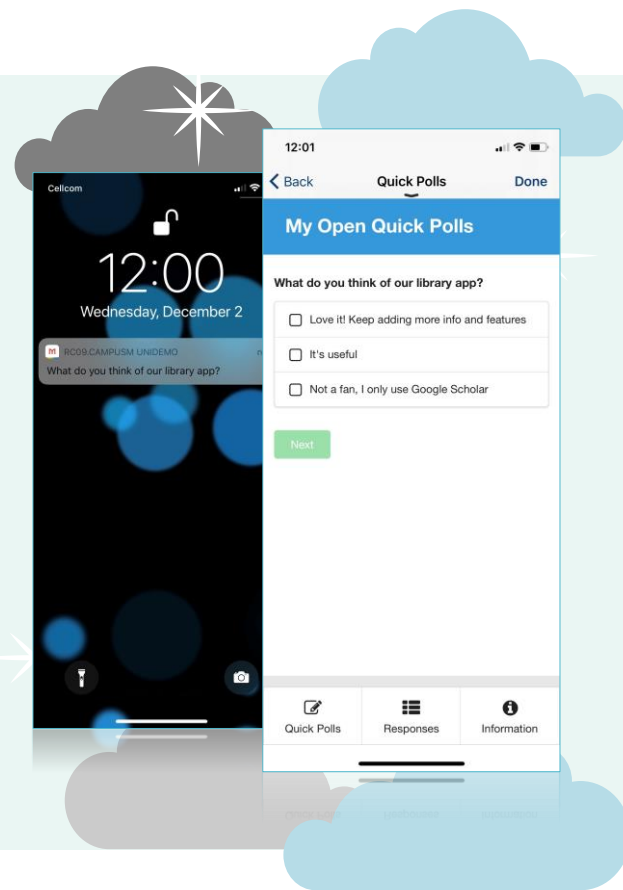 Cellcom
12:00
Wednesday, December 2
RC09.CAMPUSM UNIDEMO
What do you think of our library app?
12:01
Back
Quick Polls
Done
My Open Quick Polls
What do you think of our library app?
Love it! Keep adding more info and features
It's useful
Not a fan, I only use Google Scholar
Next
Quick Polls
Responses
Information